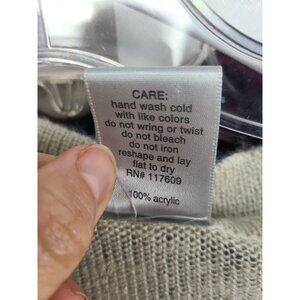 CARE:
hand wash cold
with like colors
do not wring or twist
do not bleach
do not iron
reshape and lay
flat to dry
RN# 117609
100% acrylic